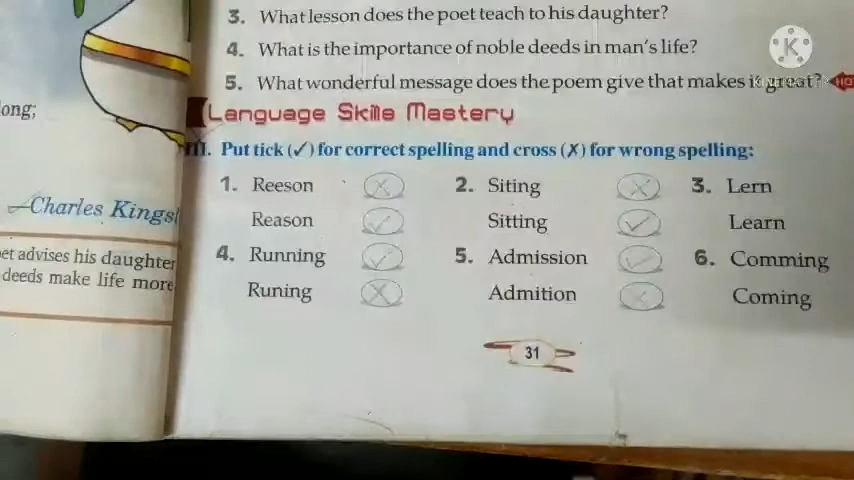 3. What lesson does the poet teach to his daughter?
4. What is the importance of noble deeds in man's life?
5. What wonderful message does the poem give that makes it great?
ong;
Language Skills Mastery
III. Put tick (✓) for correct spelling and cross (✗) for wrong spelling:
1. Reeson ✗ 2. Siting ✗ 3. Lern
Reason ✓ Sitting ✓ Learn
4. Running ✓ 5. Admission ✓ 6. Comming
Runing ✗ Admition ✗ Coming
—Charles Kings
et advises his daughter
deeds make life more
31
K